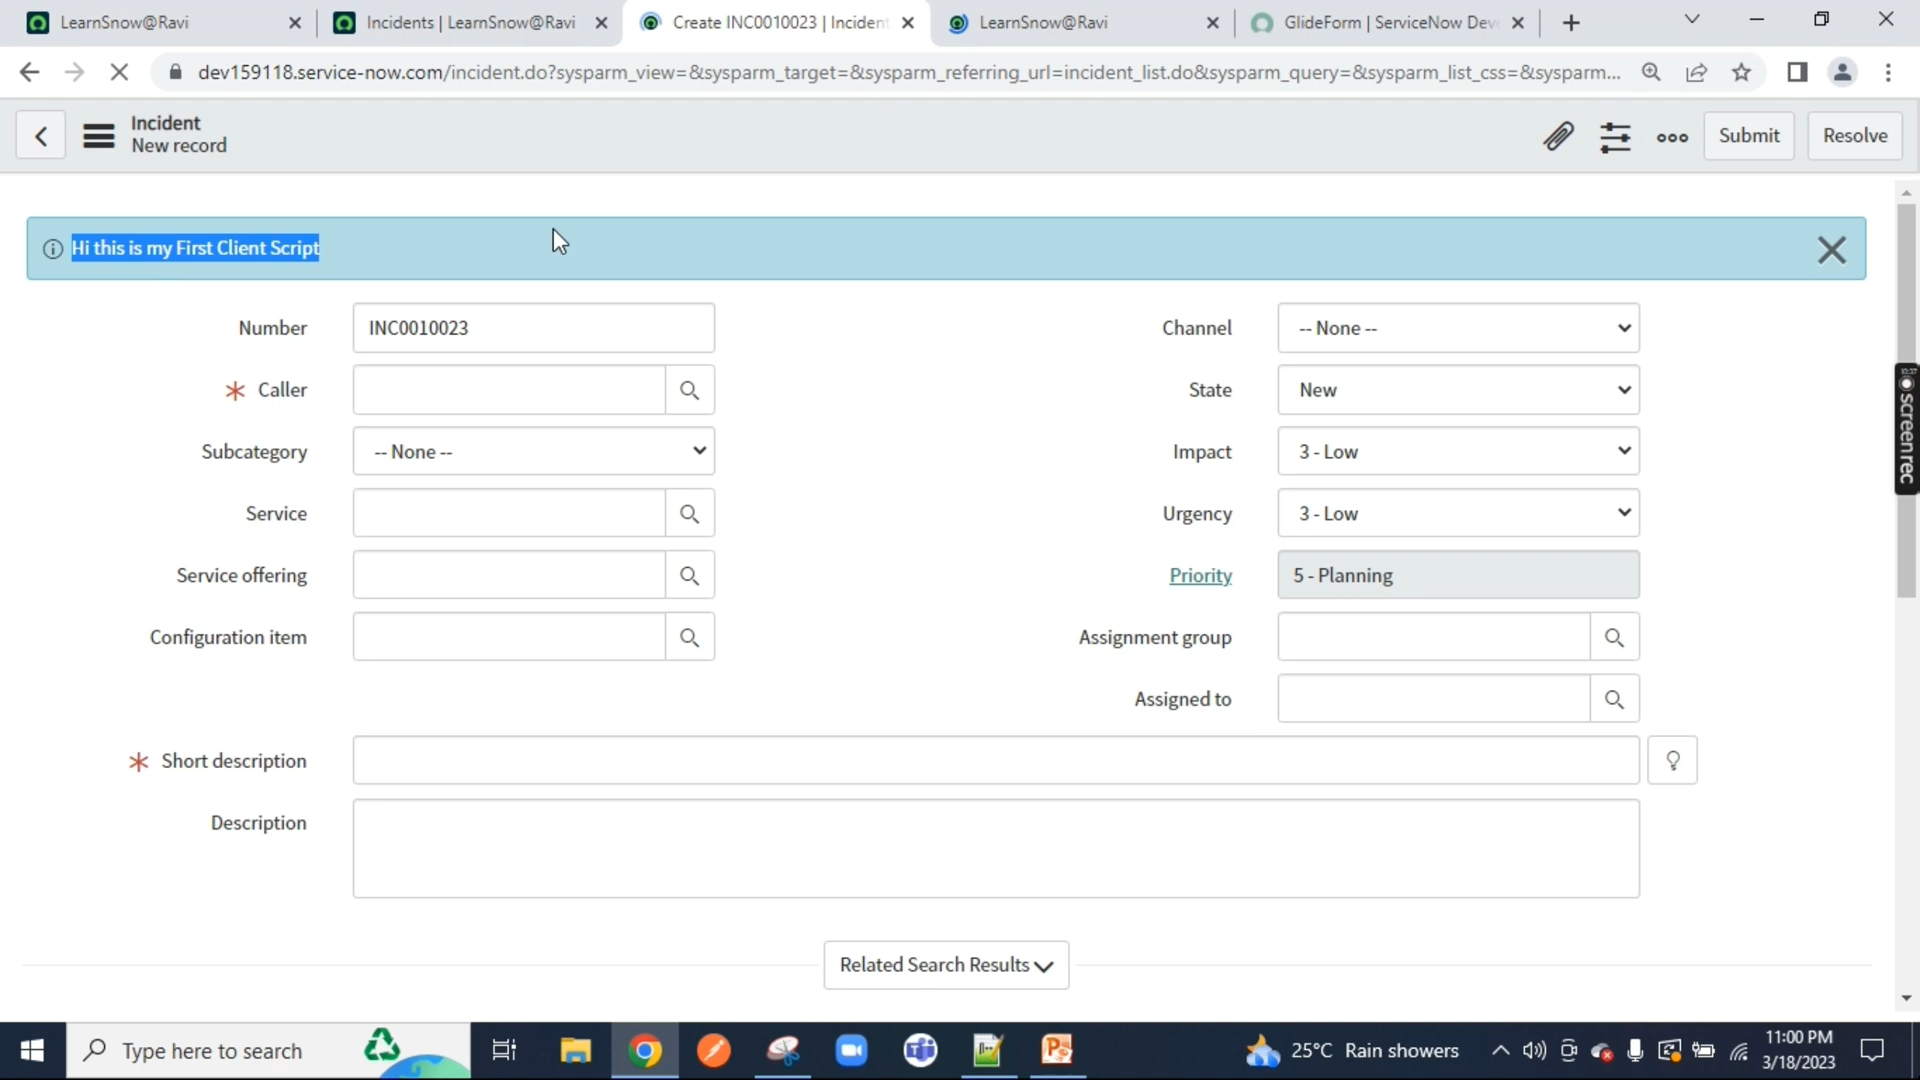 LearnSnow@Ravi
Incidents | LearnSnow@Ravi
Create INC0010023 | Incident
LearnSnow@Ravi
GlideForm | ServiceNow Deve
dev159118.service-now.com/incident.do?sysparm_view=&sysparm_target=&sysparm_referring_url=incident_list.do&sysparm_query=&sysparm_list_css=&sysparm...
Incident
New record
Submit
Resolve
Hi this is my First Client Script
Number
INC0010023
Channel
-- None --
* Caller
State
New
Subcategory
-- None --
Impact
3 - Low
Service
Urgency
3 - Low
Service offering
Priority
5 - Planning
Configuration item
Assignment group
Assigned to
* Short description
Description
Related Search Results
10:37
screenrec
Type here to search
25°C Rain showers
11:00 PM
3/18/2023